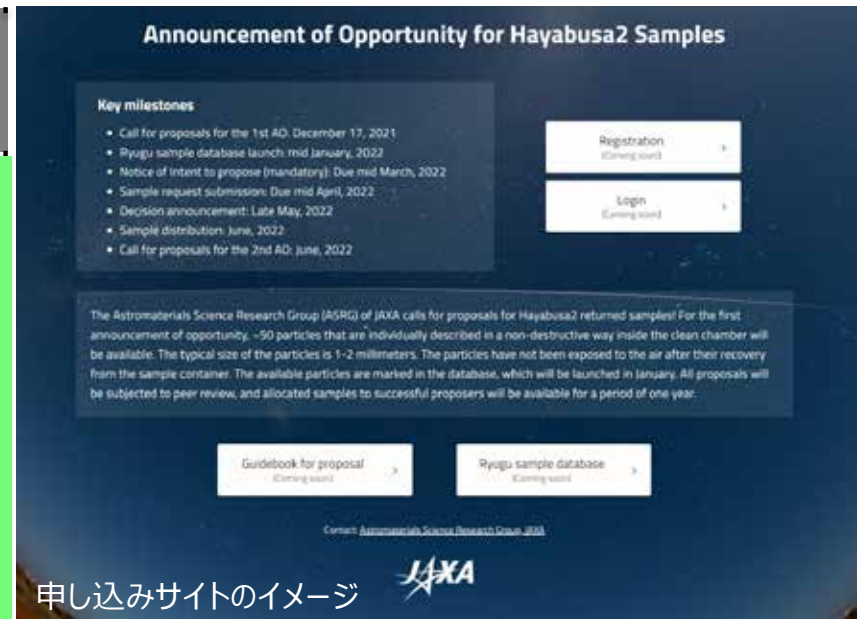 Announcement of Opportunity for Hayabusa2 Samples
Key milestones
• Call for proposals for the 1st AO: December 17, 2021
• Ryugu sample database launch: mid January, 2022
• Notice of Intent to propose (mandatory): Due mid March, 2022
• Sample request submission: Due mid April, 2022
• Decision announcement: Late May, 2022
• Sample distribution: June, 2022
• Call for proposals for the 2nd AO: June, 2022
Registration
(Coming soon)
Login
(Coming soon)
The Astromaterials Science Research Group (ASRG) of JAXA calls for proposals for Hayabusa2 returned samples! For the first
announcement of opportunity, ~50 particles that are individually described in a non-destructive way inside the clean chamber will
be available. The typical size of the particles is 1-2 millimeters. The particles have not been exposed to the air after their recovery
from the sample container. The available particles are marked in the database, which will be launched in January. All proposals will
be subjected to peer review, and allocated samples to successful proposers will be available for a period of one year.
Guidebook for proposal
(Coming soon)
Ryugu sample database
(Coming soon)
Contact: Astromaterials Science Research Group, JAXA
JAXA
申し込みサイトのイメージ